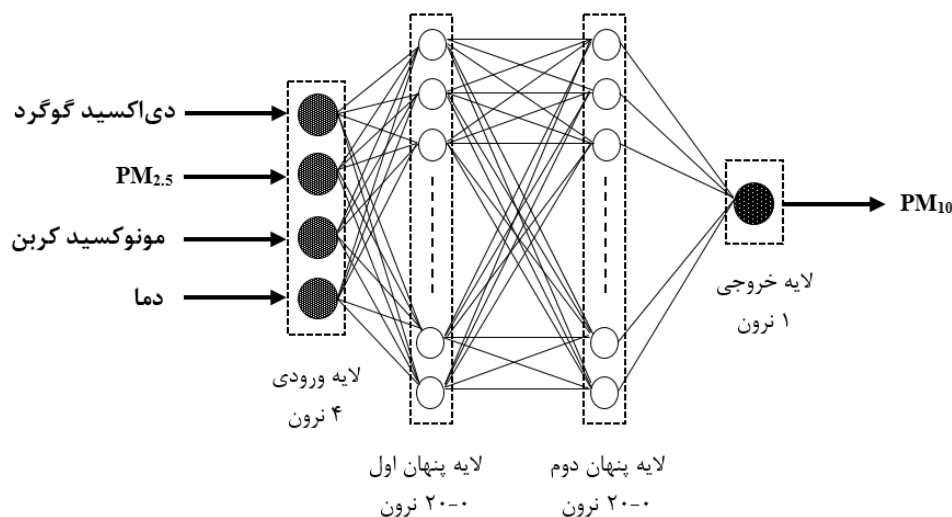 دی‌اکسید گوگرد
PM2.5
مونوکسید کربن
دما
PM10
لایه ورودی
۴ نرون
لایه پنهان اول
۲۰-۰ نرون
لایه پنهان دوم
۲۰-۰ نرون
لایه خروجی
۱ نرون